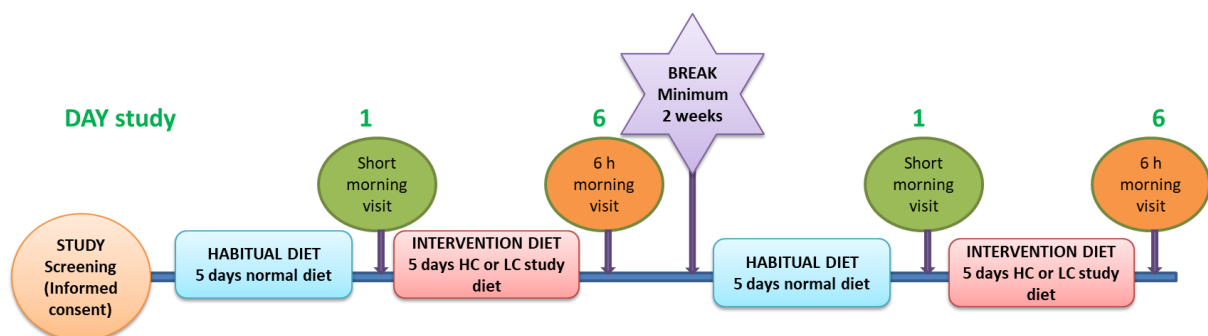 DAY study
1
6
BREAK
Minimum
2 weeks
1
6
Short
morning
visit
6 h
morning
visit
Short
morning
visit
6 h
morning
visit
STUDY
Screening
(Informed
consent)
HABITUAL DIET
5 days normal diet
INTERVENTION DIET
5 days HC or LC study
diet
HABITUAL DIET
5 days normal diet
INTERVENTION DIET
5 days HC or LC study
diet